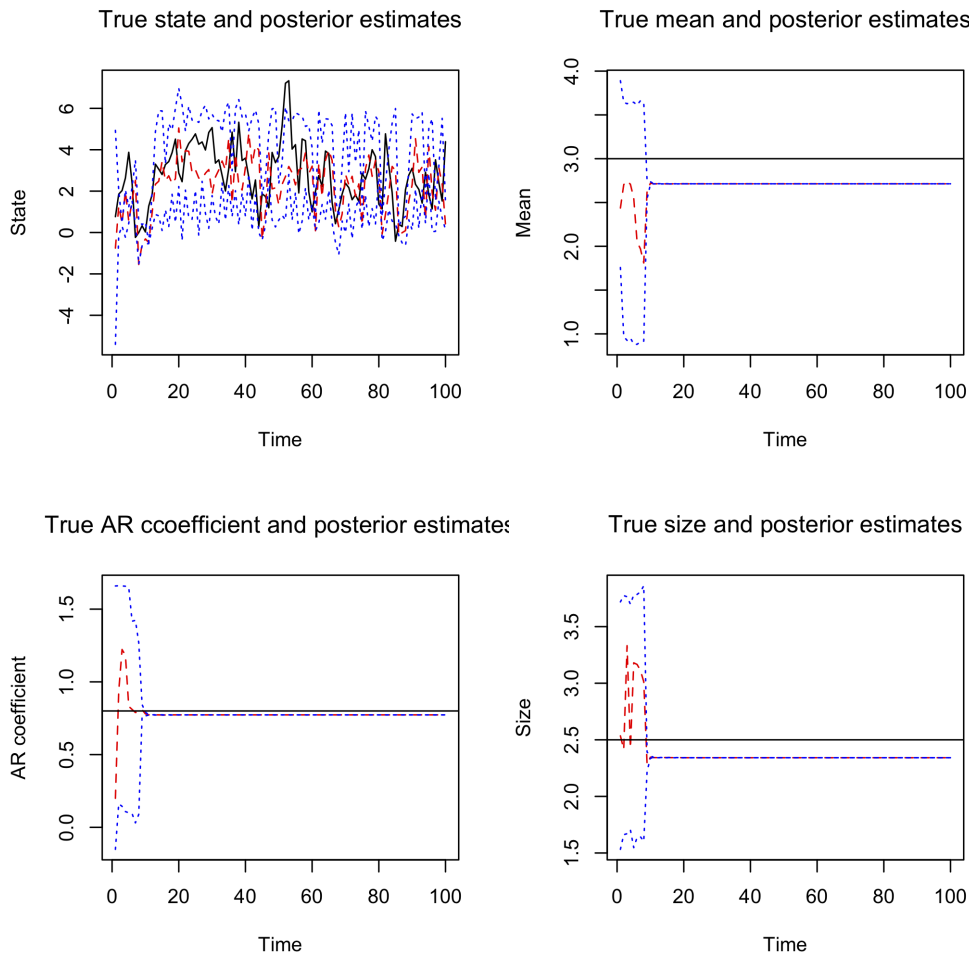 True state and posterior estimates
State
6
4
2
0
-2
-4
0 20 40 60 80 100
Time
True mean and posterior estimates
Mean
4.0
3.0
2.0
1.0
0 20 40 60 80 100
Time
True AR ccoefficient and posterior estimates
AR coefficient
1.5
1.0
0.5
0.0
0 20 40 60 80 100
Time
True size and posterior estimates
Size
3.5
3.0
2.5
2.0
1.5
0 20 40 60 80 100
Time